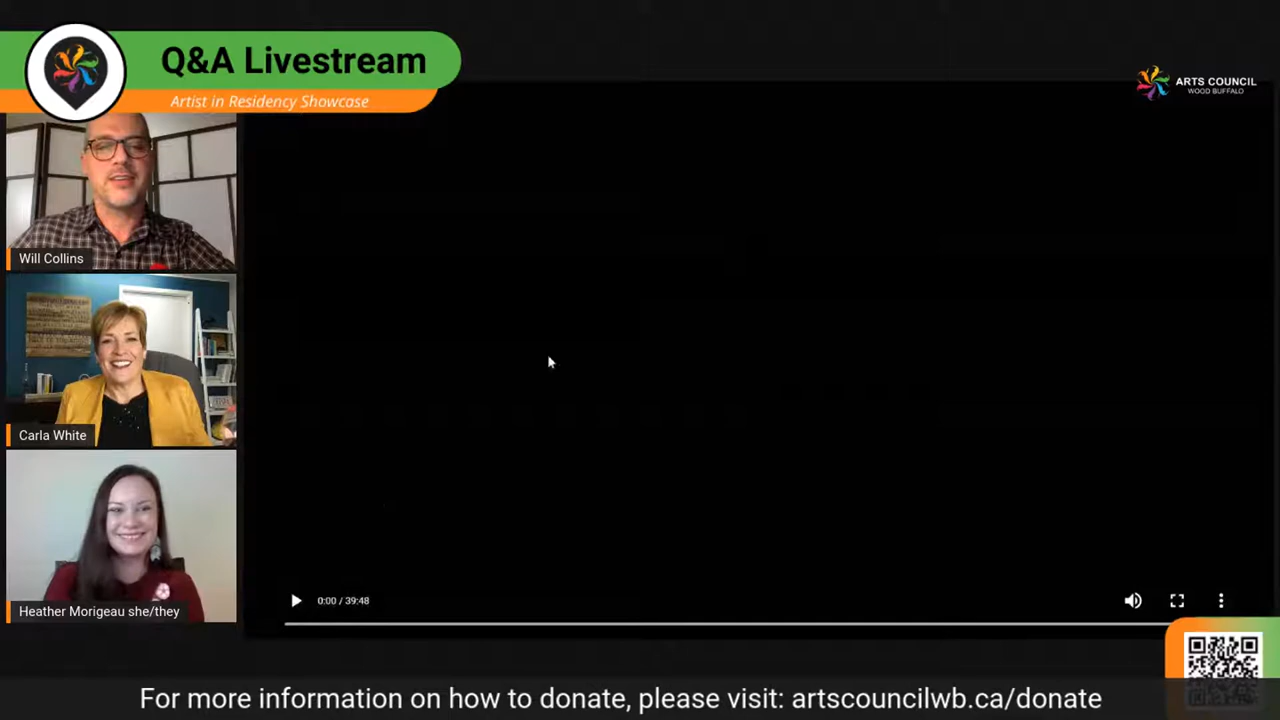 Q&A Livestream
Artist in Residency Showcase
ARTS COUNCIL
WOOD BUFFALO
Will Collins
Carla White
Heather Morigeau she/they
0:00 / 39:48
For more information on how to donate, please visit: artscouncilwb.ca/donate